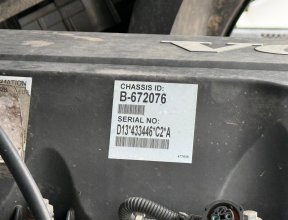 CHASSIS ID:
B-672076
SERIAL NO:
D13*433446*C2*A